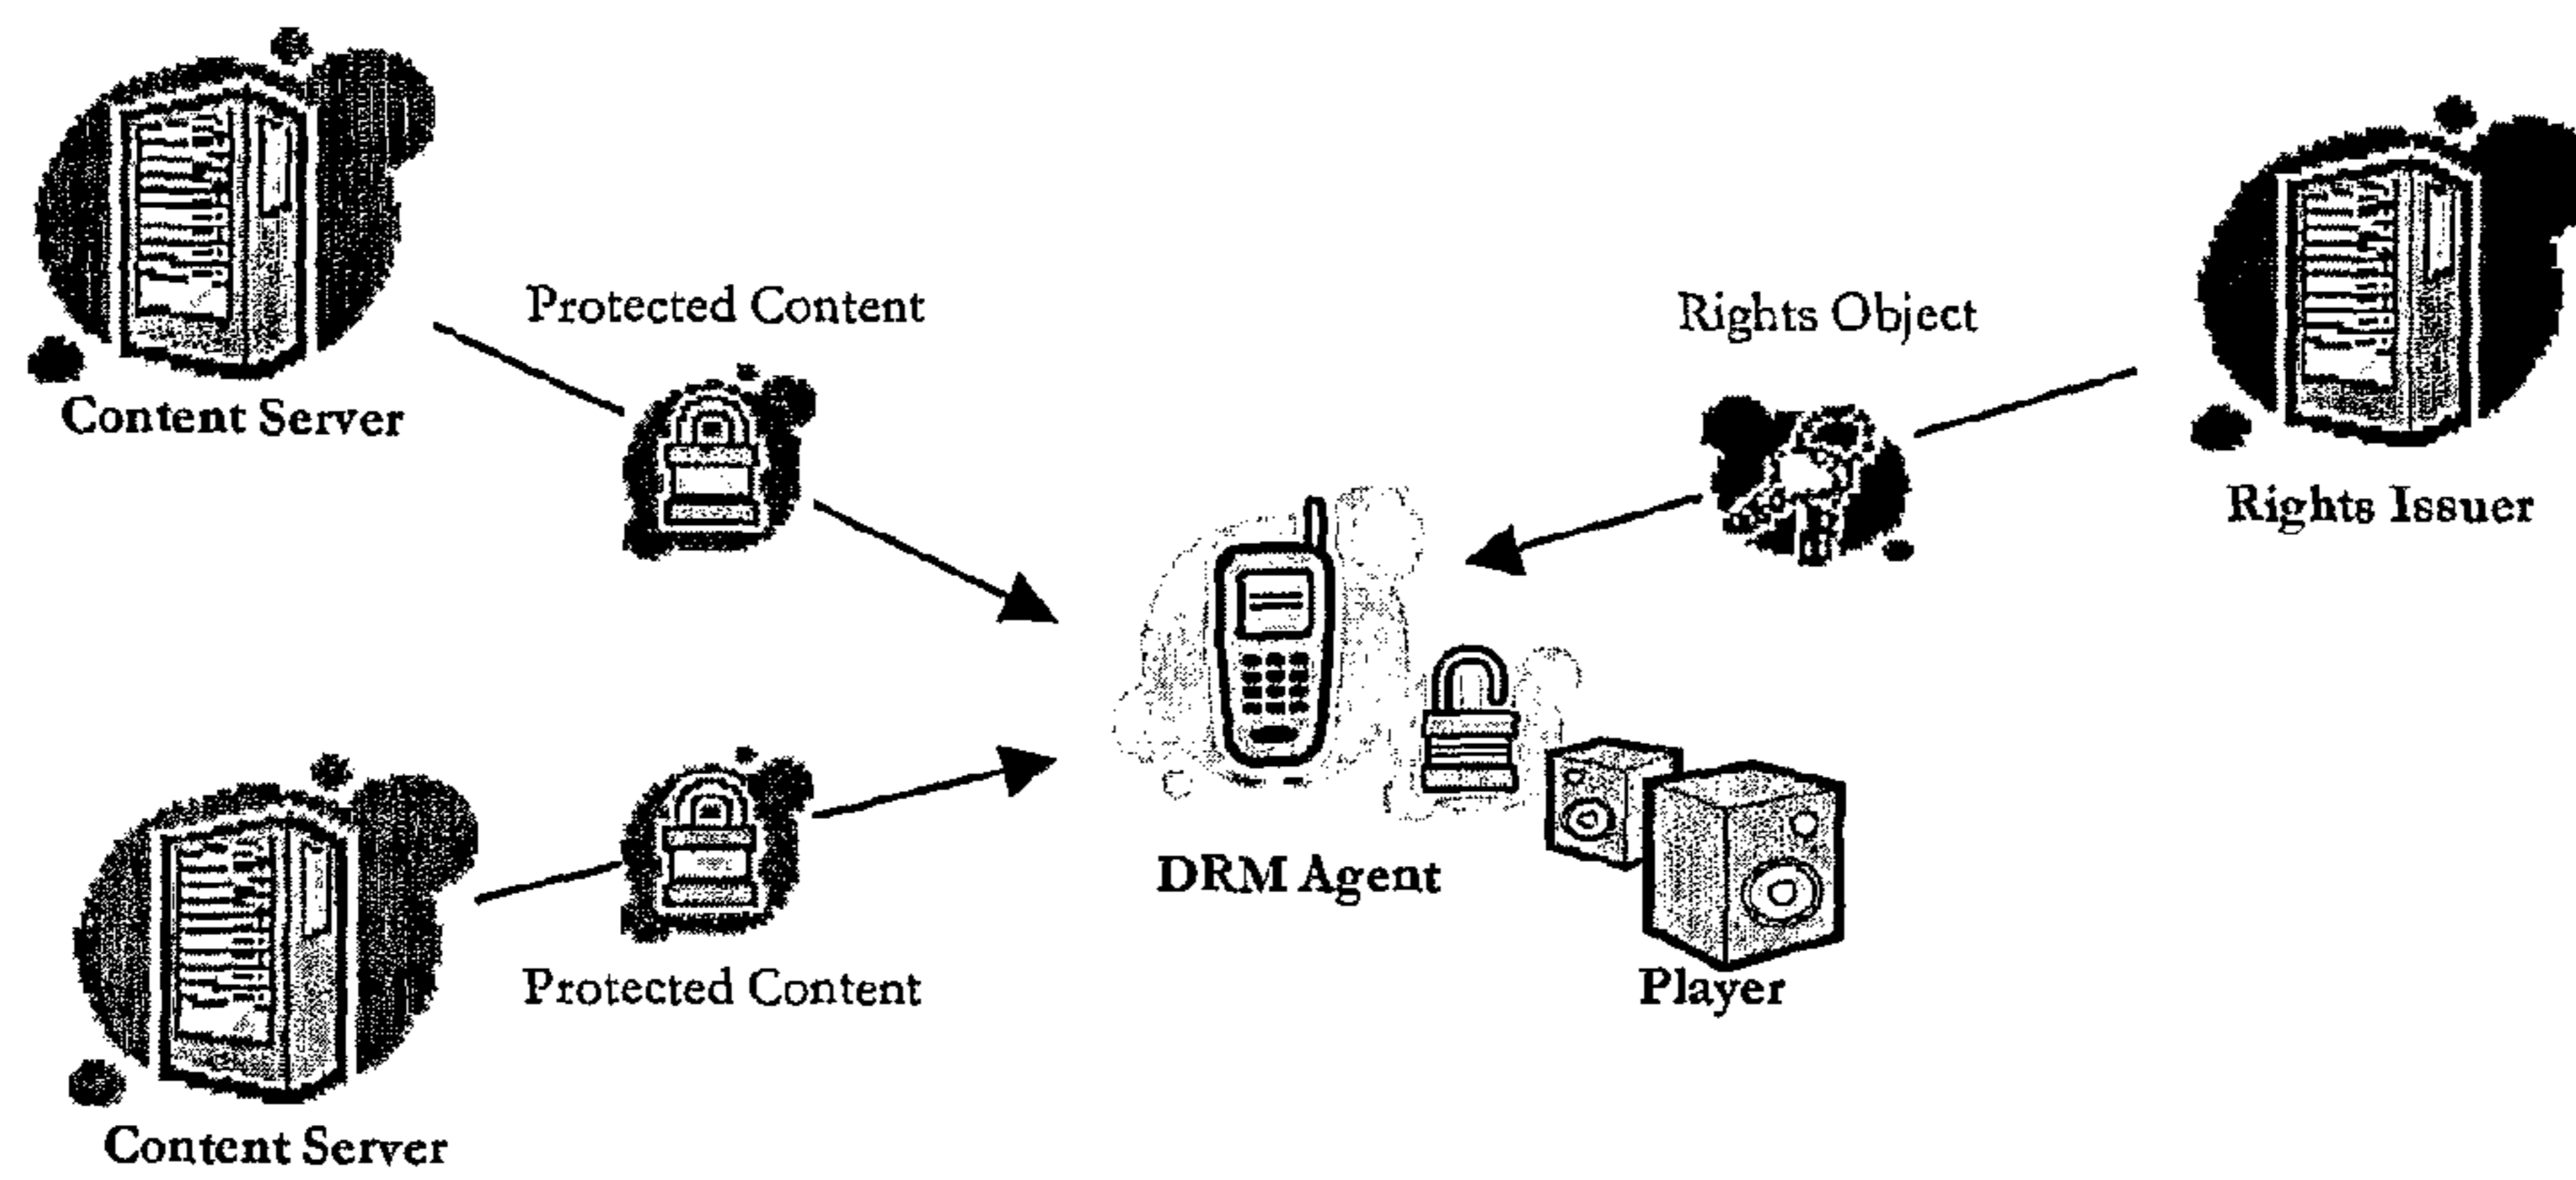 Protected Content
Rights Object
Content Server
Rights Issuer
DRM Agent
Protected Content
Player
Content Server